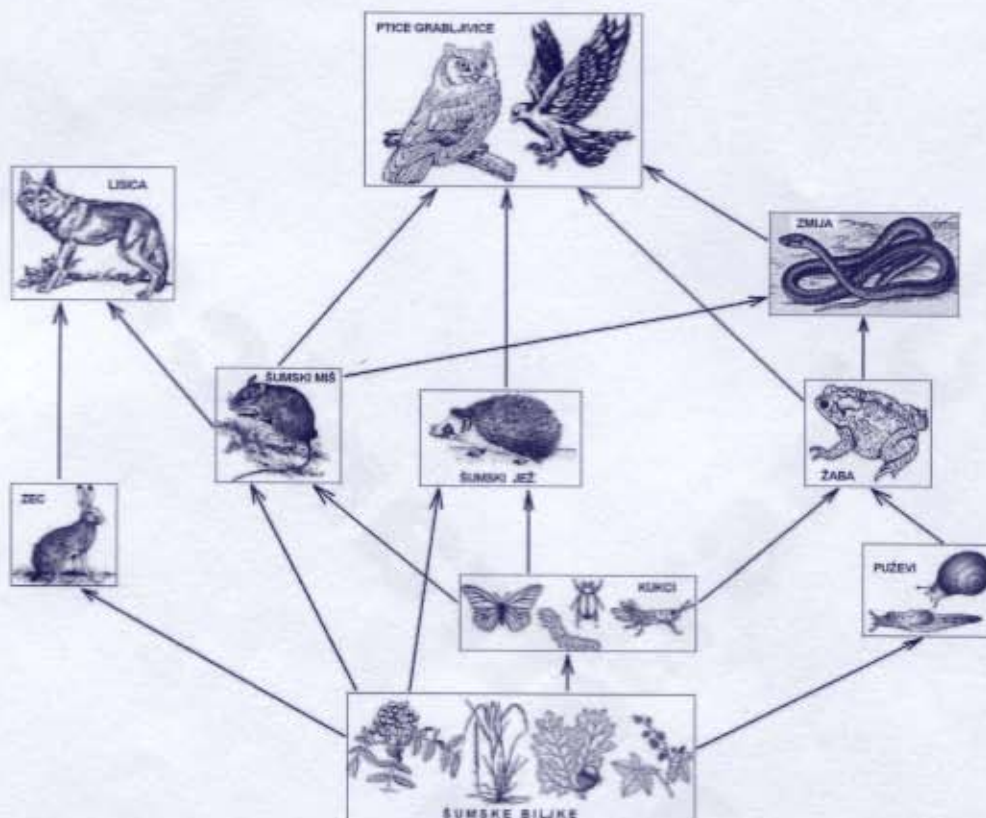 PTICE GRABLJIVICE
LISICA
ZMIJA
ŠUMSKI MIŠ
ŠUMSKI JEŽ
ŽABA
ZEC
KUKCI
PUŽEVI
ŠUMSKE BILJKE